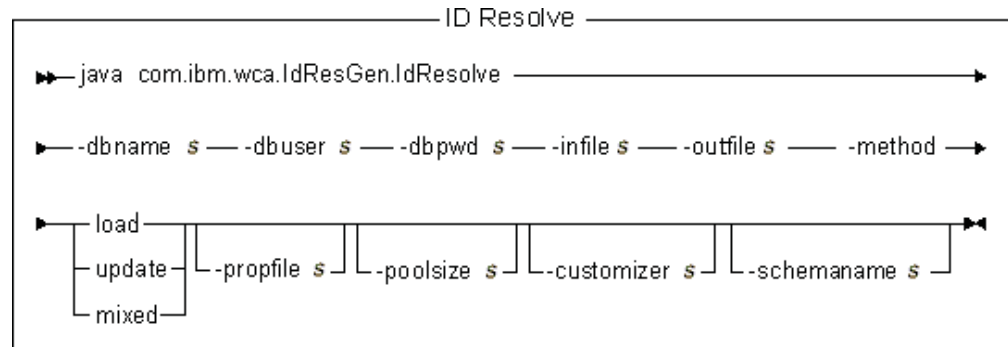 ID Resolve
java com.ibm.wca.IdResGen.IdResolve
-dbname s -dbuser s -dbpwd s -infile s -outfile s -method
load
update -propfile s -poolsize s -customizer s -schemaname s
mixed